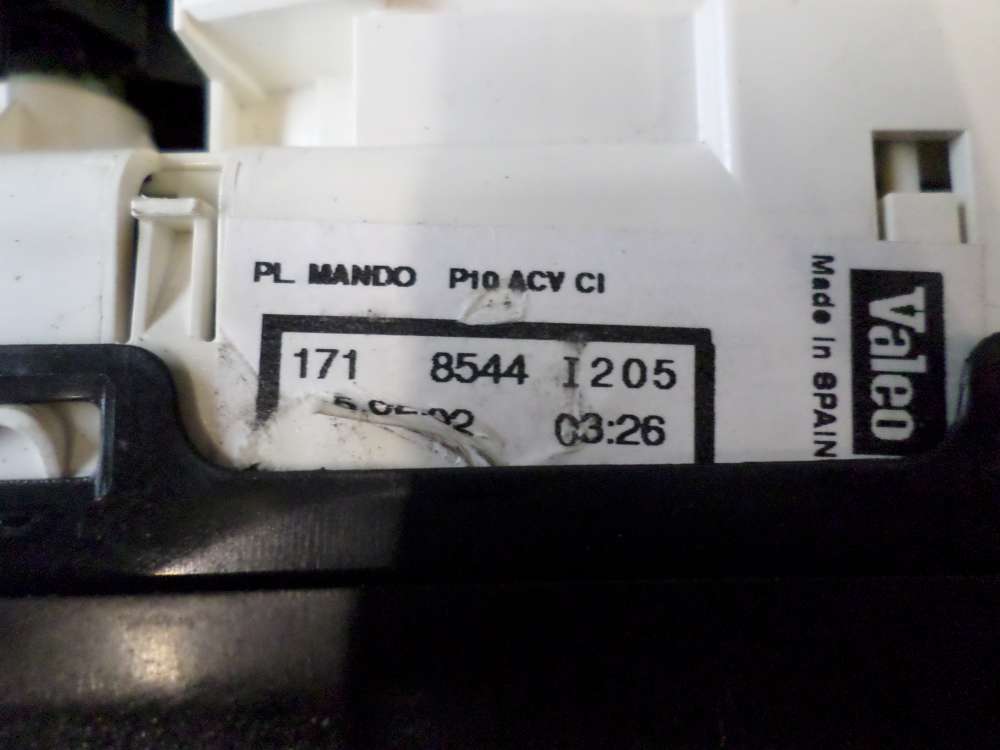 PL. MANDO P10 ACV CI
171 8544 I205
03:26
Made in SPAIN
Valeo